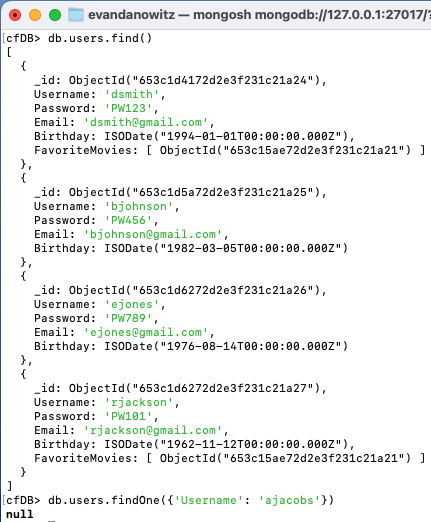 evandanowitz — mongosh mongodb://127.0.0.1:27017/?
[cfDB> db.users.find()
[
  {
    _id: ObjectId("653c1d4172d2e3f231c21a24"),
    Username: 'dsmith',
    Password: 'PW123',
    Email: 'dsmith@gmail.com',
    Birthday: ISODate("1994-01-01T00:00:00.000Z"),
    FavoriteMovies: [ ObjectId("653c15ae72d2e3f231c21a21") ]
  },
  {
    _id: ObjectId("653c1d5a72d2e3f231c21a25"),
    Username: 'bjohnson',
    Password: 'PW456',
    Email: 'bjohnson@gmail.com',
    Birthday: ISODate("1982-03-05T00:00:00.000Z")
  },
  {
    _id: ObjectId("653c1d6272d2e3f231c21a26"),
    Username: 'ejones',
    Password: 'PW789',
    Email: 'ejones@gmail.com',
    Birthday: ISODate("1976-08-14T00:00:00.000Z")
  },
  {
    _id: ObjectId("653c1d6272d2e3f231c21a27"),
    Username: 'rjackson',
    Password: 'PW101',
    Email: 'rjackson@gmail.com',
    Birthday: ISODate("1962-11-12T00:00:00.000Z"),
    FavoriteMovies: [ ObjectId("653c15ae72d2e3f231c21a21") ]
  }
]
[cfDB> db.users.findOne({'Username': 'ajacobs'})
null